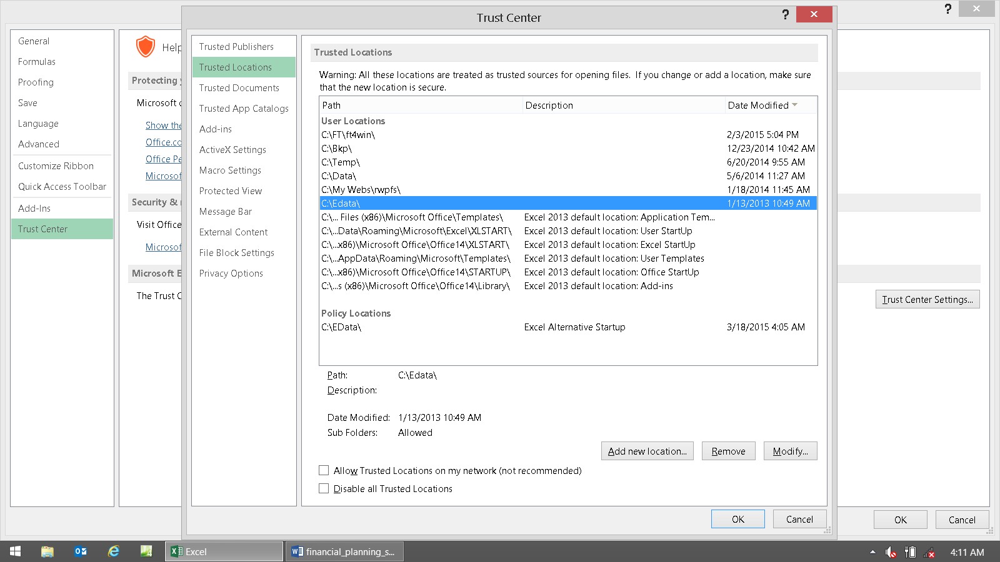 Trust Center
?
?
General
Formulas
Proofing
Save
Language
Advanced
Customize Ribbon
Quick Access Toolbar
Add-Ins
Trust Center
Help
Protecting y
Microsoft c
Show the
Office.co
Office Pe
Microsof
Security &
Visit Office
Microsof
Microsoft E
The Trust C
Trusted Publishers
Trusted Locations
Trusted Documents
Trusted App Catalogs
Add-ins
ActiveX Settings
Macro Settings
Protected View
Message Bar
External Content
File Block Settings
Privacy Options
Trusted Locations
Warning: All these locations are treated as trusted sources for opening files.  If you change or add a location, make sure
that the new location is secure.
Path Description Date Modified
User Locations
C:\FT\ft4win\ 2/3/2015 5:04 PM
C:\Bkp\ 12/23/2014 10:42 AM
C:\Temp\ 6/20/2014 9:55 AM
C:\Data\ 5/6/2014 11:27 AM
C:\My Webs\rwpfs\ 1/18/2014 11:45 AM
C:\Edata\ 1/13/2013 10:49 AM
C:\... Files (x86)\Microsoft Office\Templates\ Excel 2013 default location: Application Tem...
C:\...Data\Roaming\Microsoft\Excel\XLSTART\ Excel 2013 default location: User StartUp
C:\...x86)\Microsoft Office\Office14\XLSTART\ Excel 2013 default location: Excel StartUp
C:\...AppData\Roaming\Microsoft\Templates\ Excel 2013 default location: User Templates
C:\...x86)\Microsoft Office\Office14\STARTUP\ Excel 2013 default location: Office StartUp
C:\...s (x86)\Microsoft Office\Office14\Library\ Excel 2013 default location: Add-ins
Policy Locations
C:\EData\ Excel Alternative Startup 3/18/2015 4:05 AM
Path: C:\Edata\
Description:
Date Modified: 1/13/2013 10:49 AM
Sub Folders: Allowed
Add new location... Remove Modify...
Allow Trusted Locations on my network (not recommended)
Disable all Trusted Locations
OK Cancel
Trust Center Settings...
OK Cancel
Excel
financial_planning_s...
4:11 AM